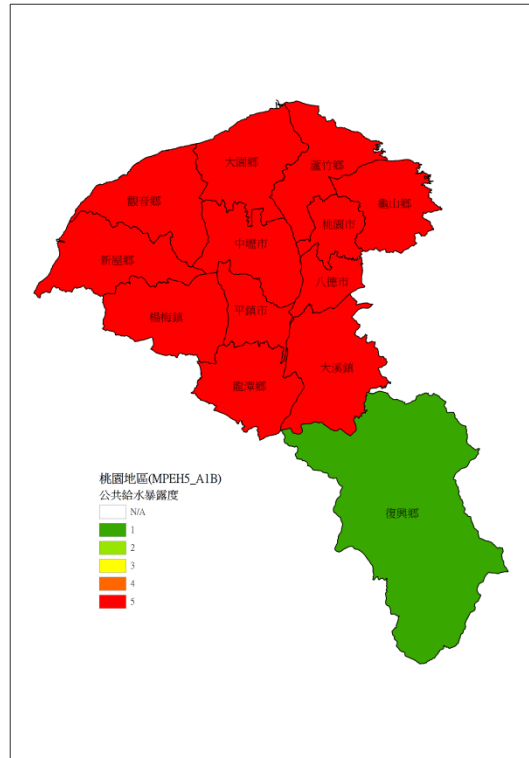 大園鄉
蘆竹鄉
觀音鄉
龜山鄉
桃園市
中壢市
新屋鄉
八德市
楊梅鎮
平鎮市
大溪鎮
龍潭鄉
桃園地區(MPEH5_A1B)
公共給水暴露度
N/A
1
2
3
4
5
復興鄉